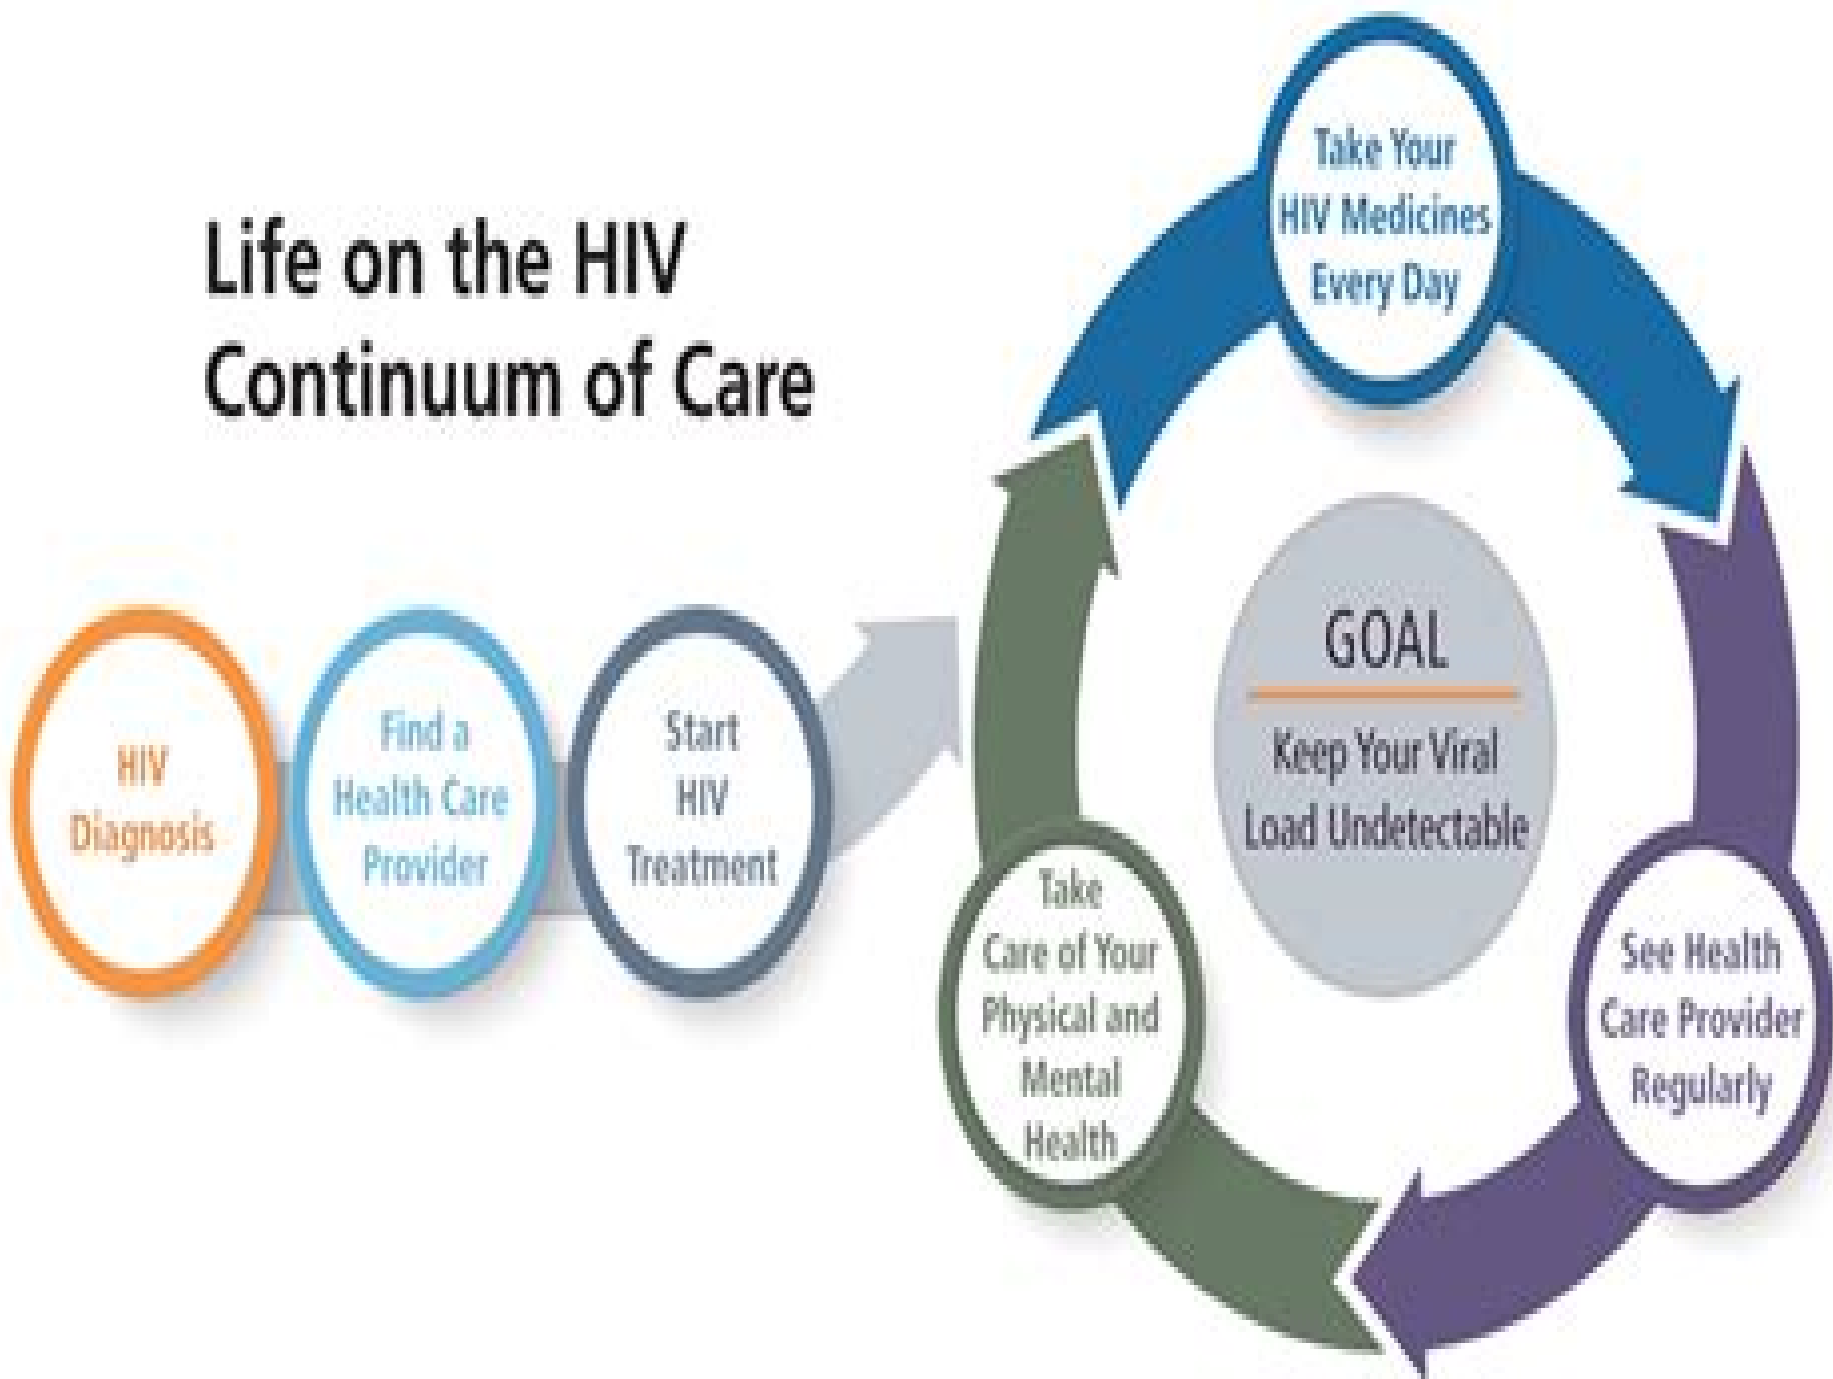 Life on the HIV
Continuum of Care
HIV
Diagnosis
Find a
Health Care
Provider
Start
HIV
Treatment
Take Your
HIV Medicines
Every Day
See Health
Care Provider
Regularly
Take
Care of Your
Physical and
Mental
Health
GOAL
Keep Your Viral
Load Undetectable